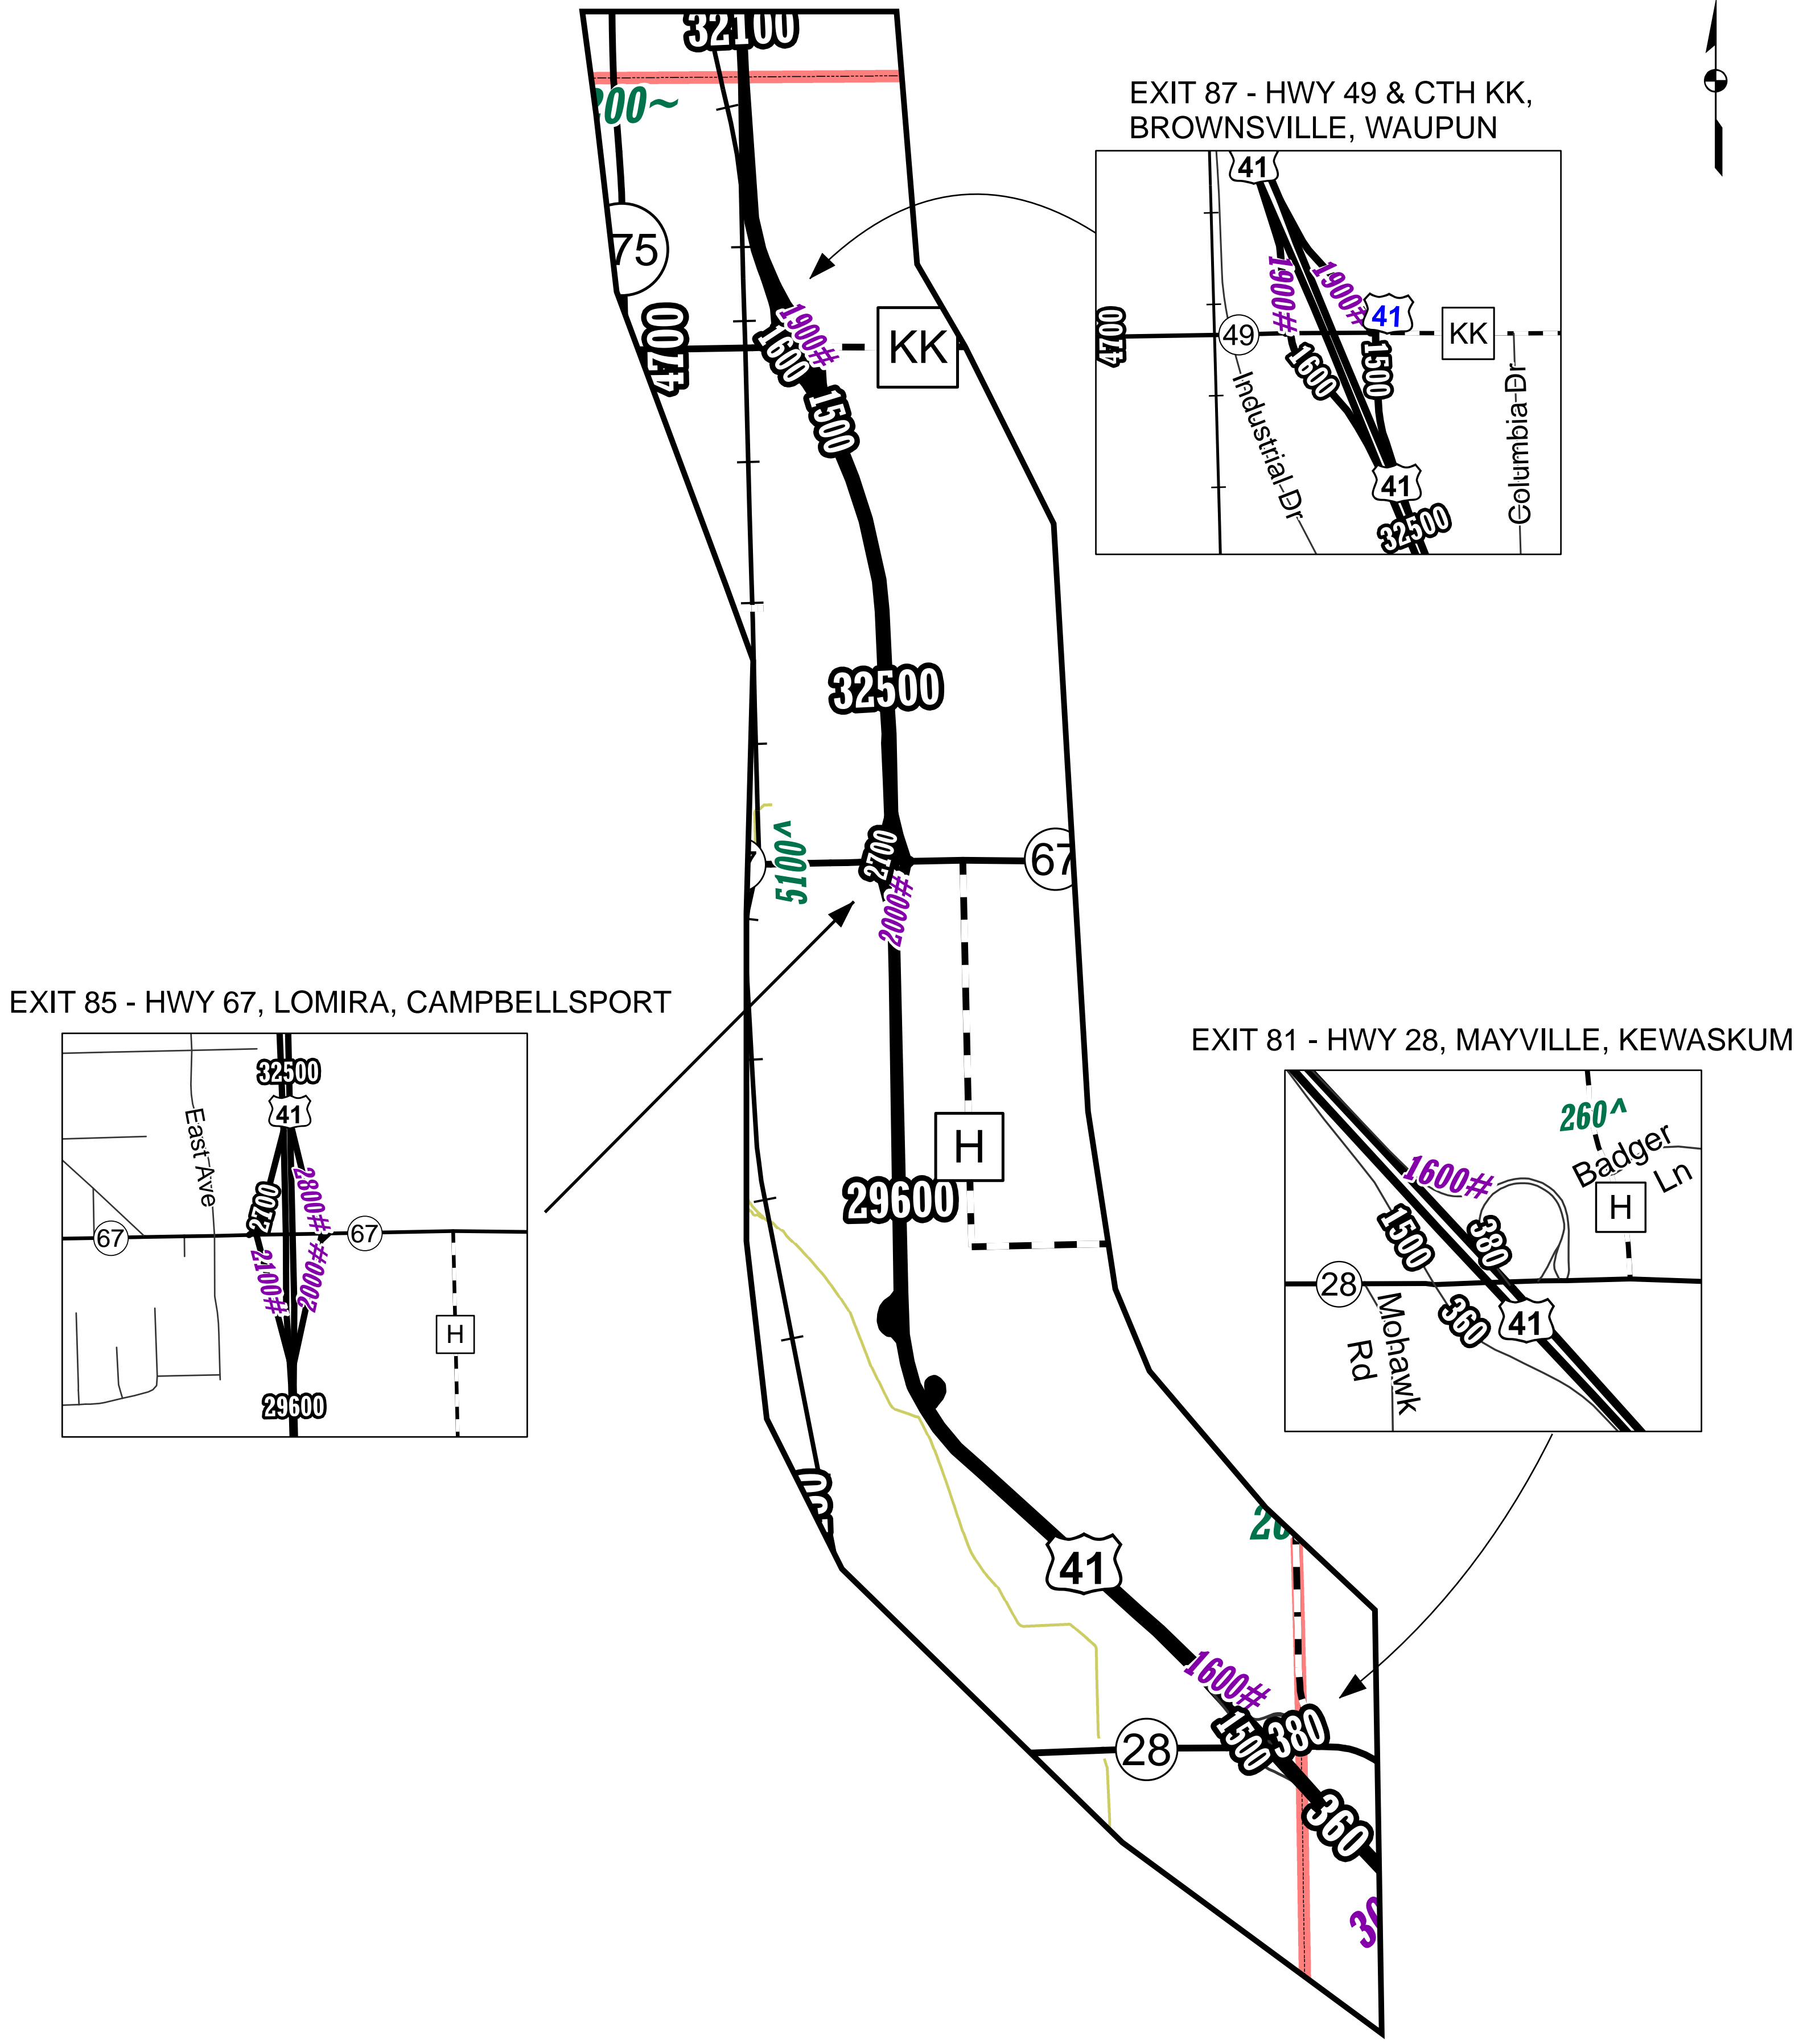 32100
200~
75
4700
1900#
1600
KK
1500
32500
67
5100^
2700
2000#
H
29600
41
1600#
28
1500
380
360
EXIT 87 - HWY 49 & CTH KK,
BROWNSVILLE, WAUPUN
41
1900#
1900#
41
4700
49
KK
1600
1500
Industrial Dr
Columbia Dr
41
32500
EXIT 85 - HWY 67, LOMIRA, CAMPBELLSPORT
32500
41
East Ave
2700
2800#
67
67
2100#
2000#
H
29600
EXIT 81 - HWY 28, MAYVILLE, KEWASKUM
260^
Badger
Ln
1600#
H
1500
380
28
360
41
Mohawk
Rd